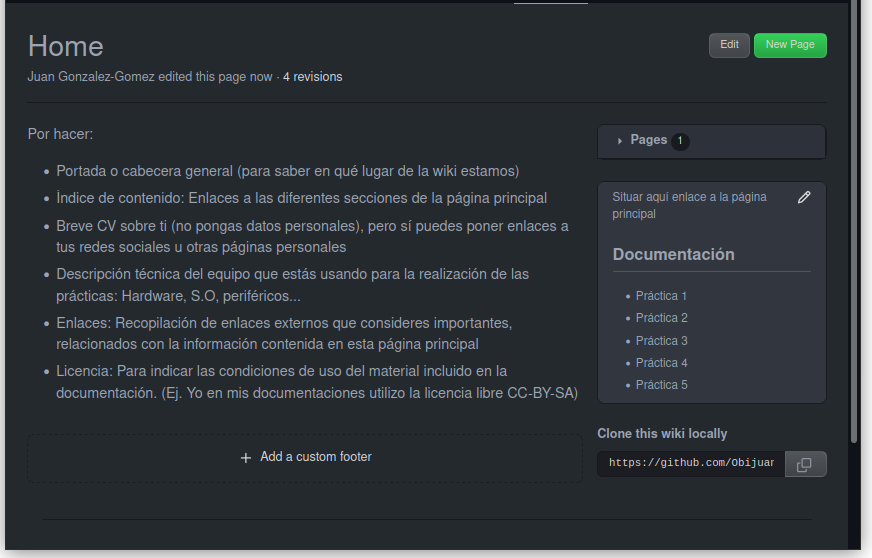 Home
Edit
New Page
Juan Gonzalez-Gomez edited this page now · 4 revisions
Por hacer:
Portada o cabecera general (para saber en qué lugar de la wiki estamos)
Índice de contenido: Enlaces a las diferentes secciones de la página principal
Breve CV sobre ti (no pongas datos personales), pero sí puedes poner enlaces a
tus redes sociales u otras páginas personales
Descripción técnica del equipo que estás usando para la realización de las
prácticas: Hardware, S.O, periféricos...
Enlaces: Recopilación de enlaces externos que consideres importantes,
relacionados con la información contenida en esta página principal
Licencia: Para indicar las condiciones de uso del material incluido en la
documentación. (Ej. Yo en mis documentaciones utilizo la licencia libre CC-BY-SA)
Add a custom footer
Pages 1
Situar aquí enlace a la página
principal
Documentación
Práctica 1
Práctica 2
Práctica 3
Práctica 4
Práctica 5
Clone this wiki locally
https://github.com/Obijuar